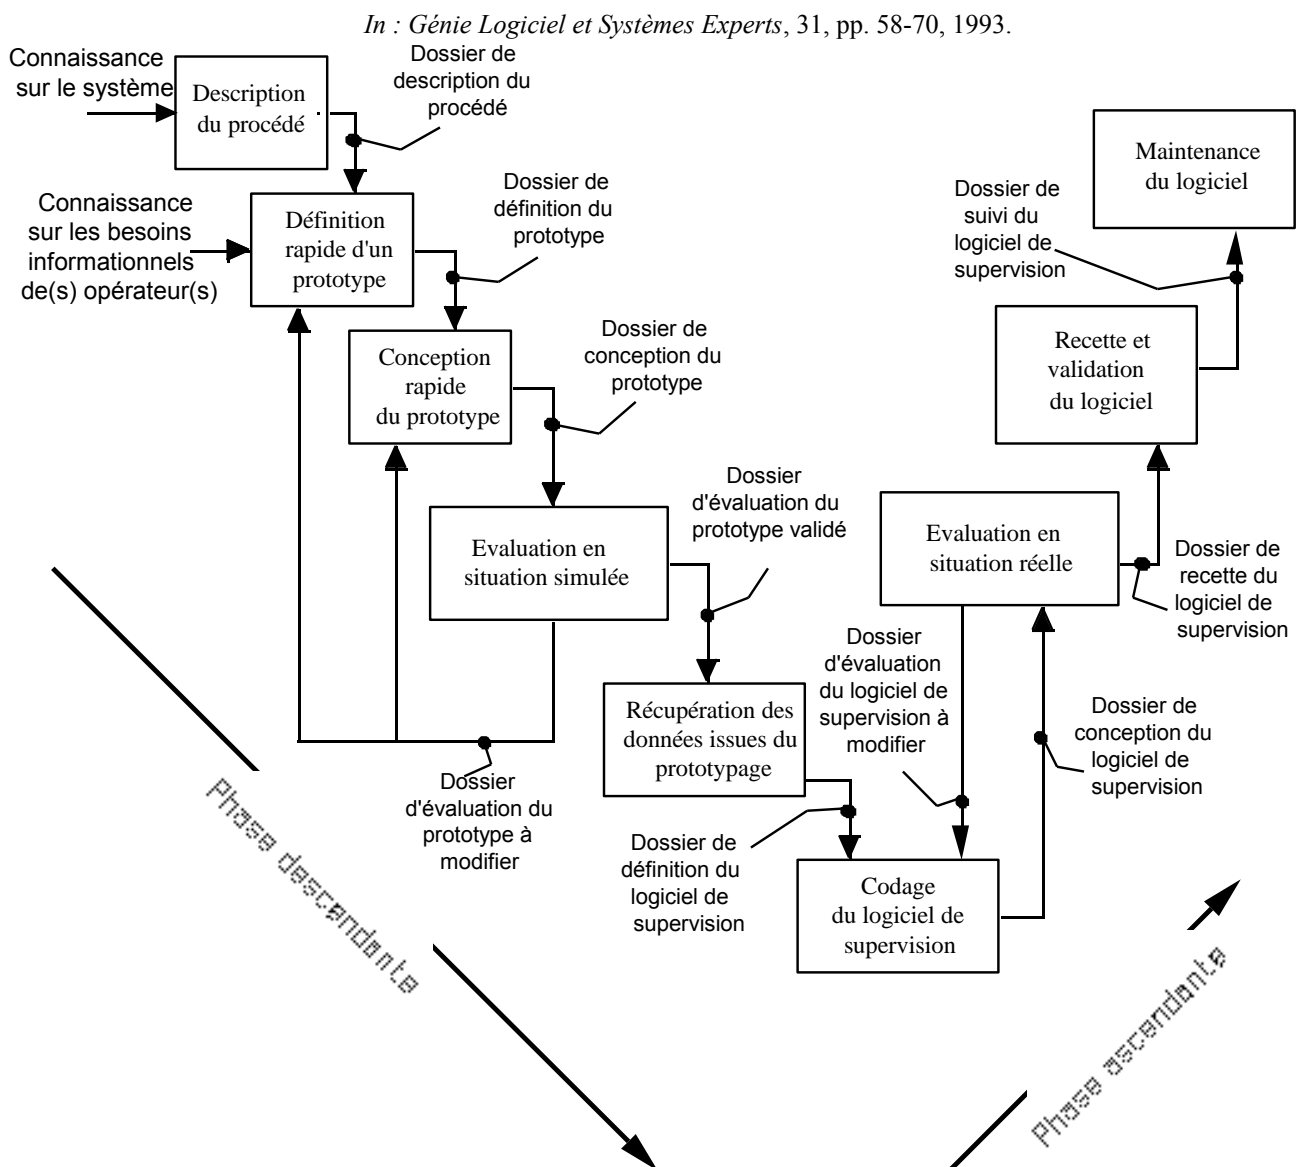 In : Génie Logiciel et Systèmes Experts, 31, pp. 58-70, 1993.
Connaissance
sur le système
Description
du procédé
Dossier de
description du
procédé
Connaissance
sur les besoins
informationnels
de(s) opérateur(s)
Définition
rapide d'un
prototype
Dossier de
définition du
prototype
Conception
rapide
du prototype
Dossier de
conception du
prototype
Evaluation en
situation simulée
Dossier
d'évaluation du
prototype validé
Dossier
d'évaluation du
prototype à
modifier
Récupération des
données issues du
prototypage
Dossier de
définition du
logiciel de
supervision
Codage
du logiciel de
supervision
Dossier
d'évaluation
du logiciel de
supervision à
modifier
Dossier de
conception du
logiciel de
supervision
Evaluation en
situation réelle
Dossier de
recette du
logiciel de
supervision
Recette et
validation
du logiciel
Dossier de
suivi du
logiciel de
supervision
Maintenance
du logiciel
Phase descendante
Phase ascendante